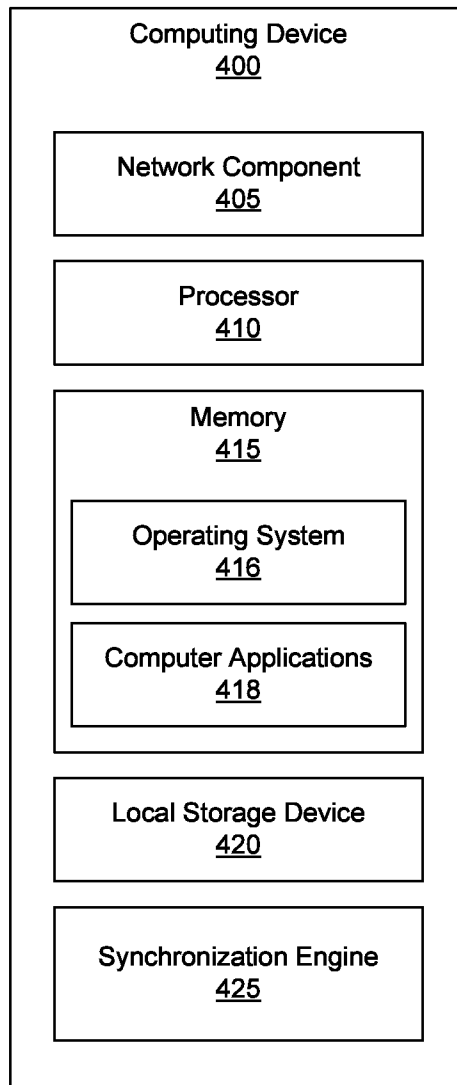 Computing Device
400
Network Component
405
Processor
410
Memory
415
Operating System
416
Computer Applications
418
Local Storage Device
420
Synchronization Engine
425